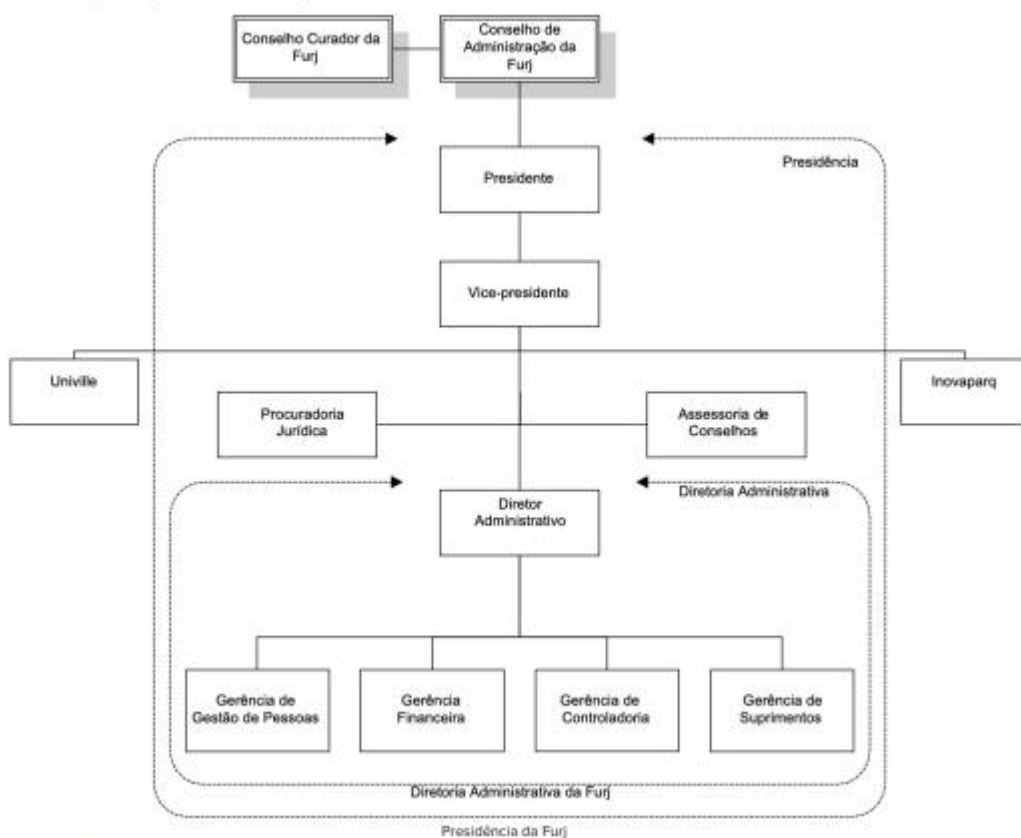 Conselho Curador da
Furj
Conselho de
Administração da
Furj
Presidência
Presidente
Vice-presidente
Univille
Inovaparq
Procuradoria
Jurídica
Assessoria de
Conselhos
Diretoria Administrativa
Diretor
Administrativo
Gerência de
Gestão de Pessoas
Gerência
Financeira
Gerência de
Controladoria
Gerência de
Suprimentos
Diretoria Administrativa da Furj
Presidência da Furj